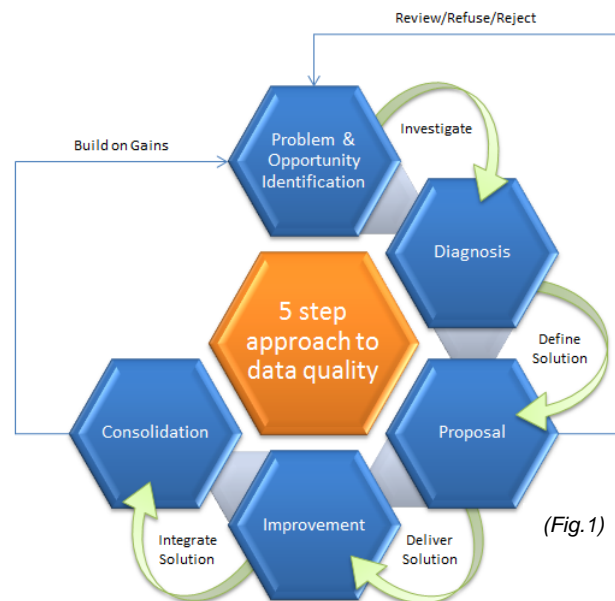 Review/Refuse/Reject
Build on Gains
Problem &
Opportunity
Identification
Investigate
Diagnosis
5 step
approach to
data quality
Define
Solution
Consolidation
Proposal
Integrate
Solution
Improvement
Deliver
Solution
(Fig.1)